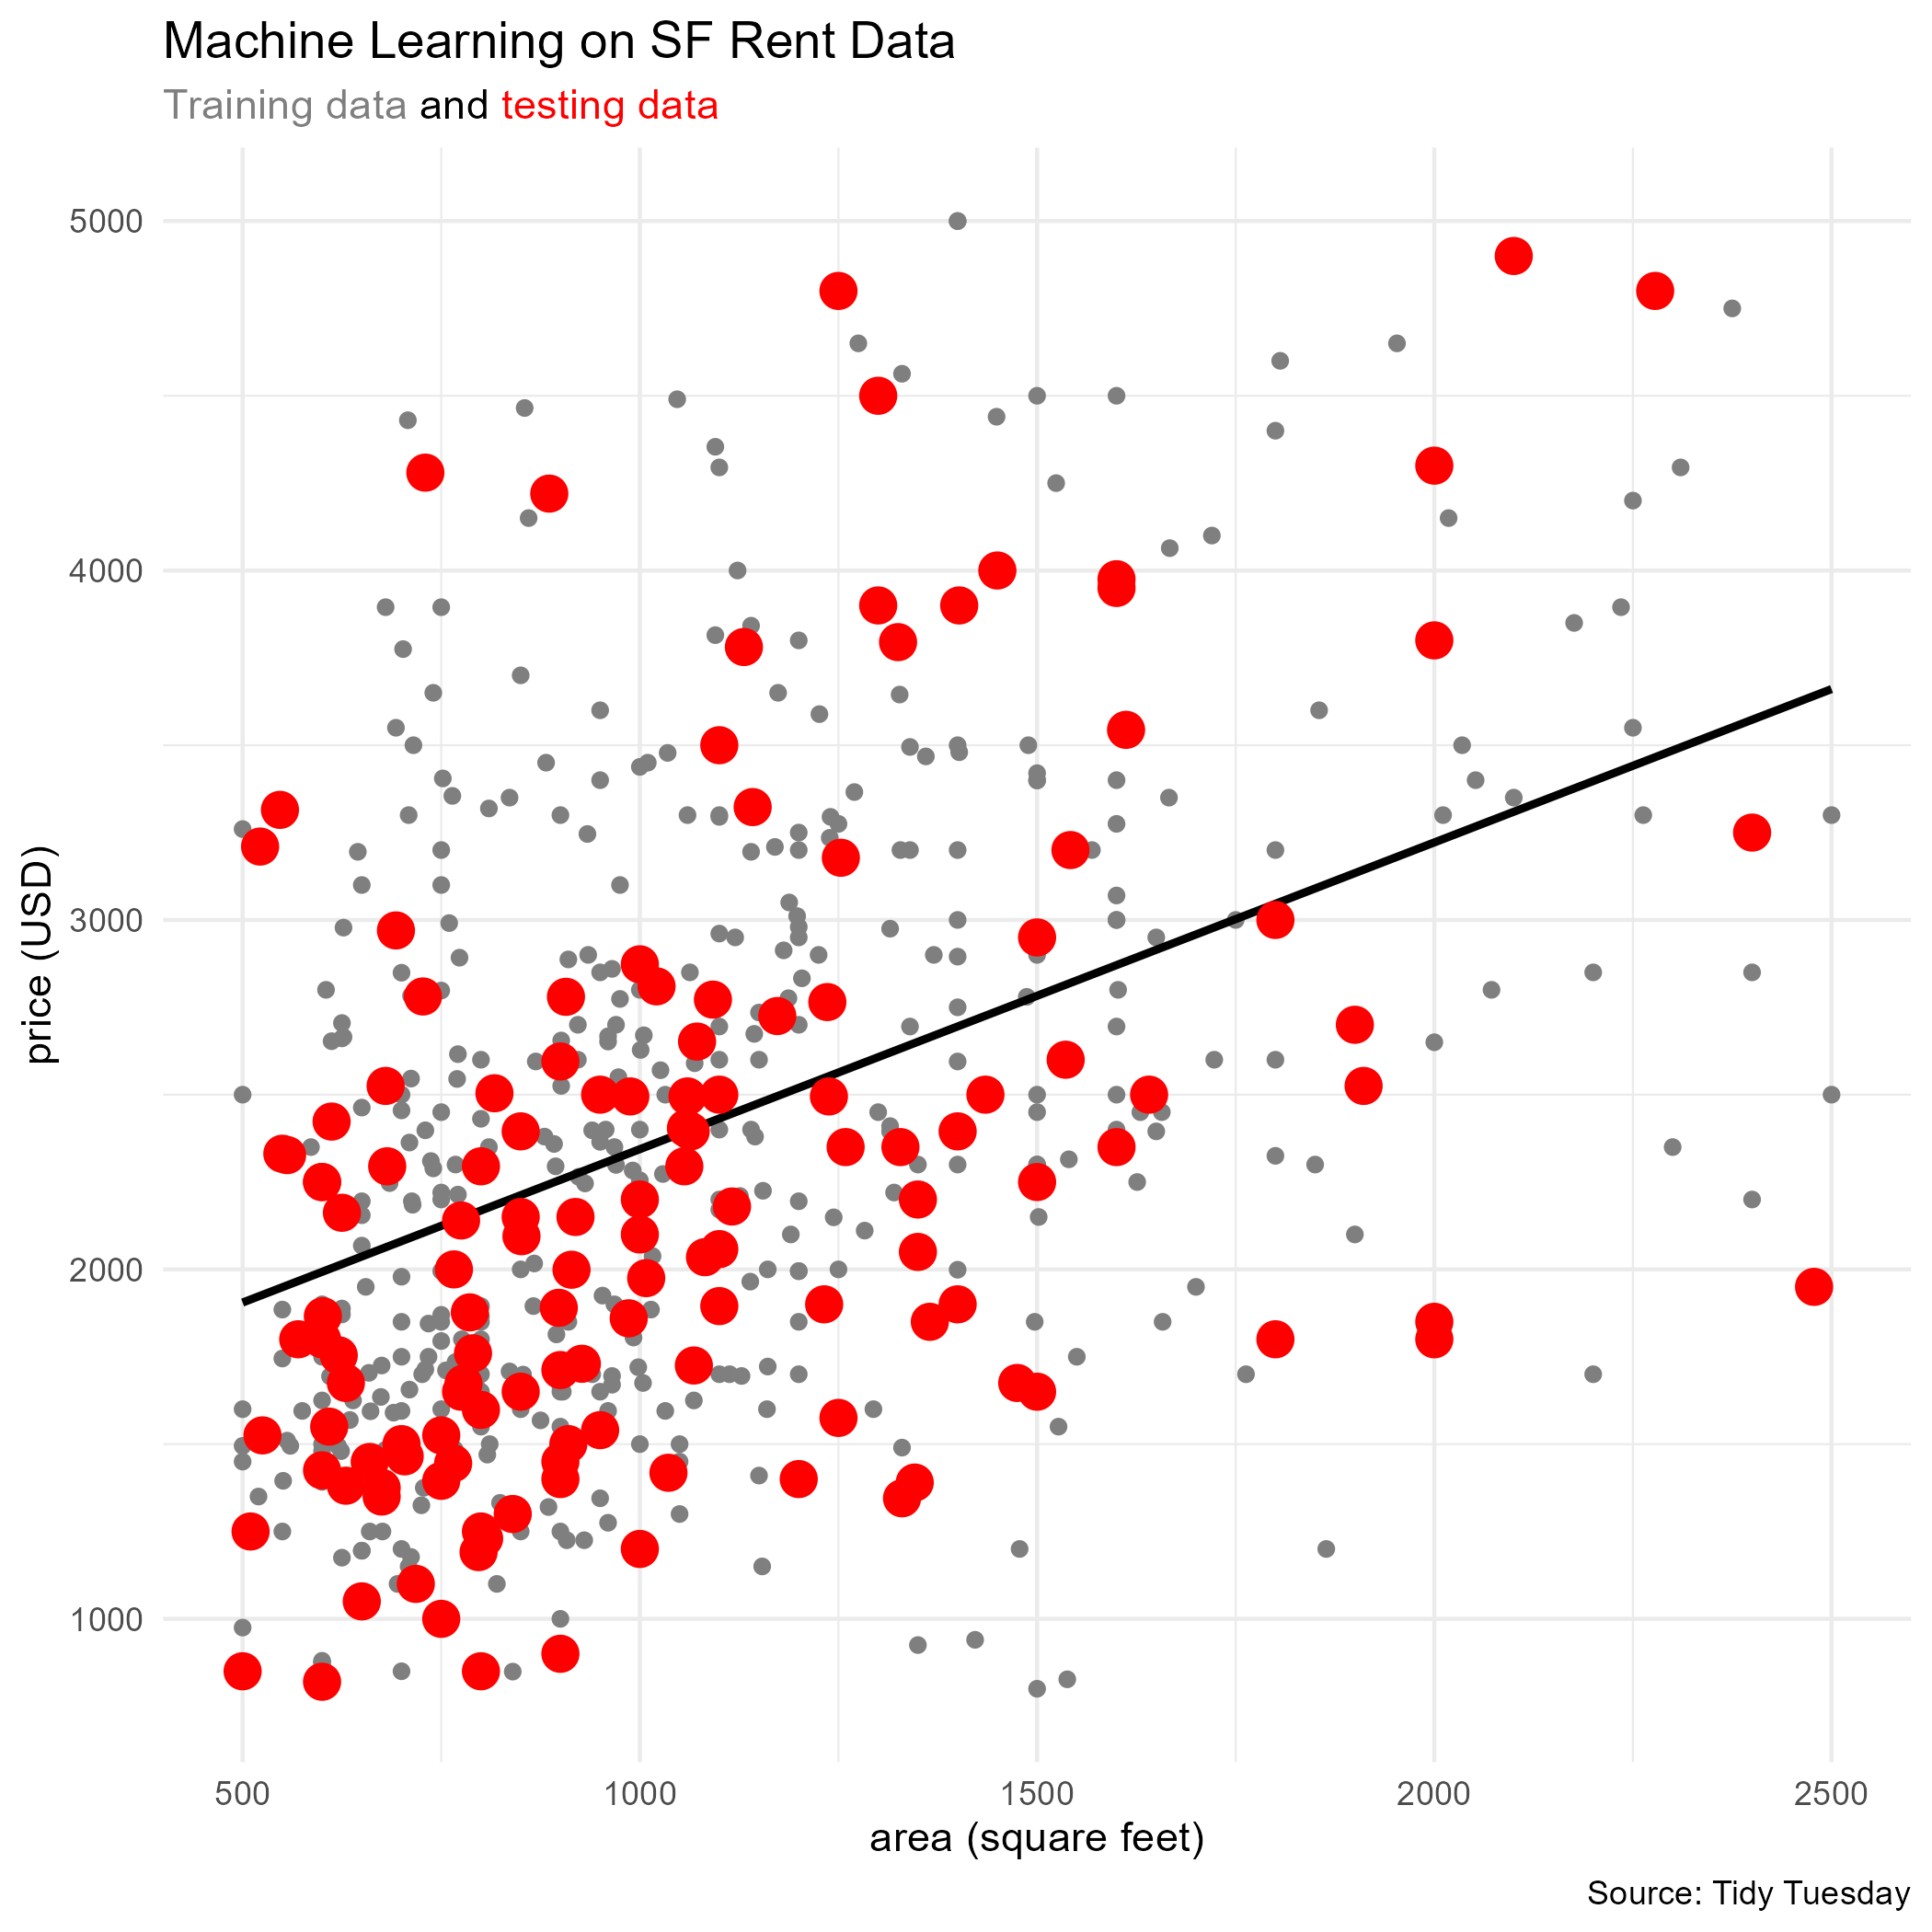 Machine Learning on SF Rent Data
Training data and testing data
5000
4000
3000
2000
1000
price (USD)
500 1000 1500 2000 2500
area (square feet)
Source: Tidy Tuesday